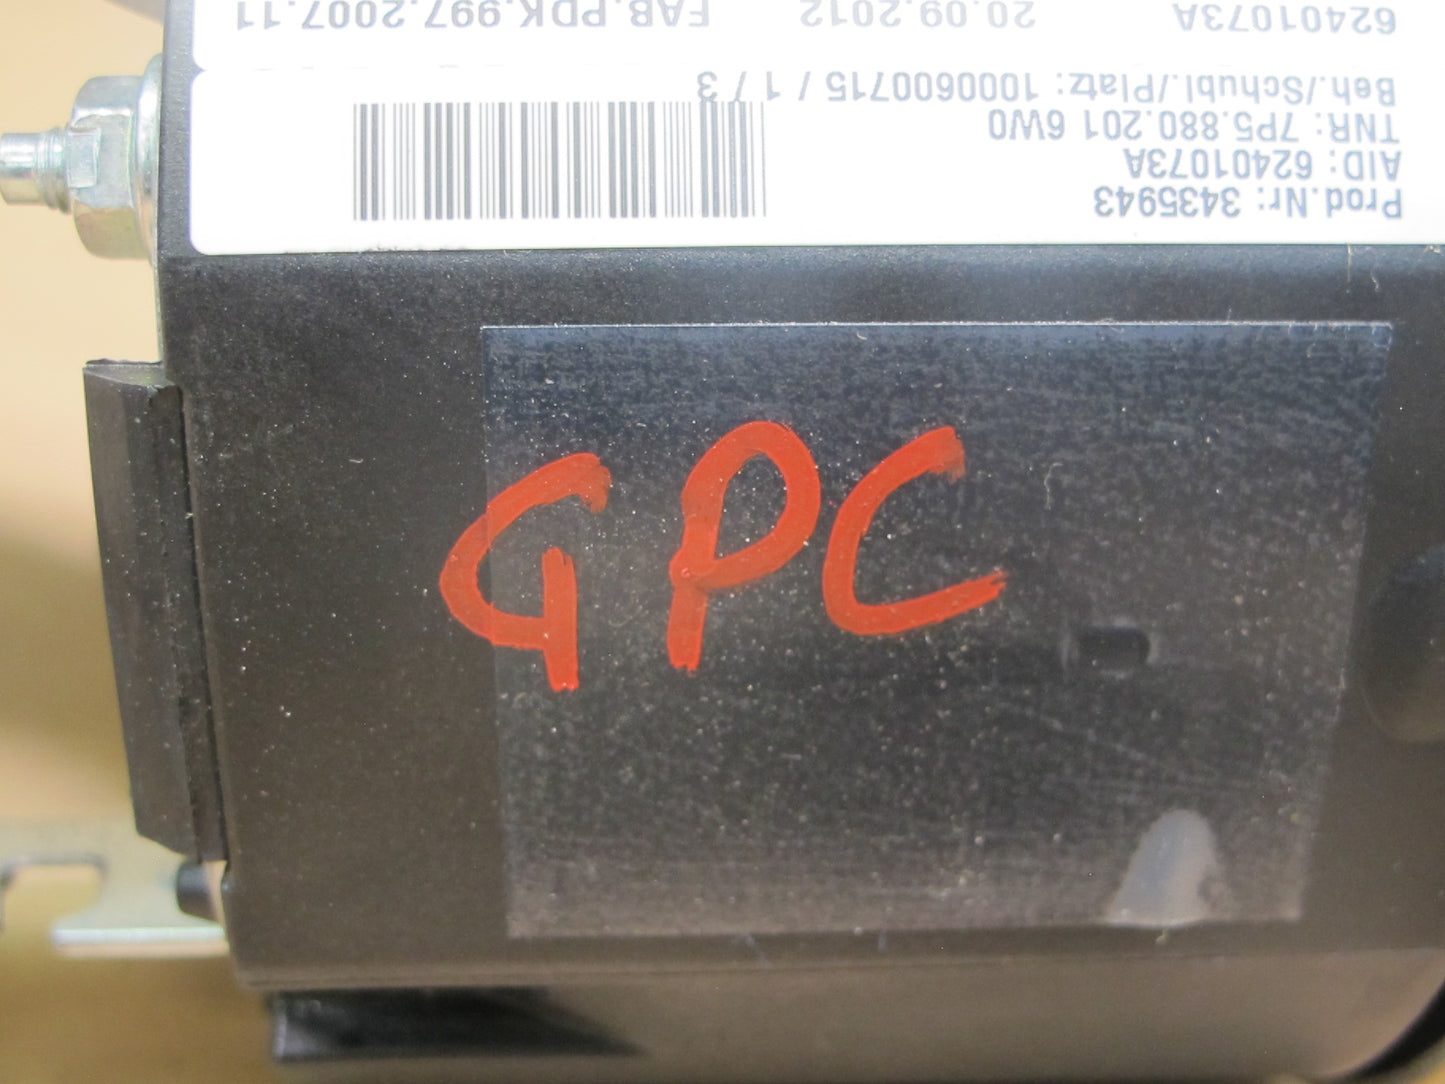 Prod.Nr: 3435943
AID: 62401073A
TNR: 7P5.880.201 6W0
Beh./Schubl./Platz: 1000600715 / 1 / 3
62401073A 20.09.2012 FAB.PDK.997.2007.11
GPC